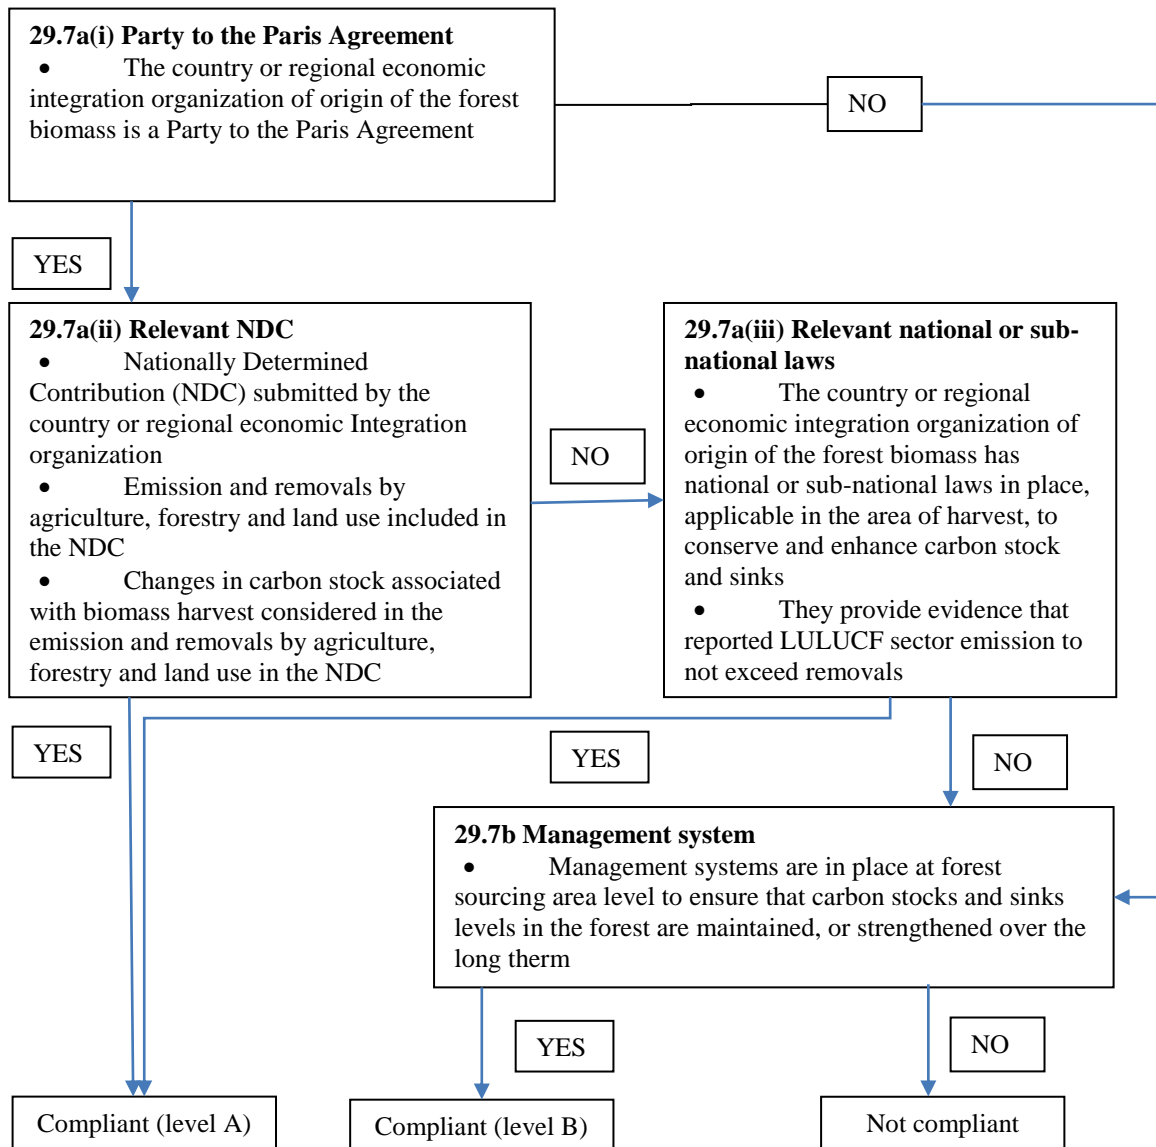 29.7a(i) Party to the Paris Agreement
• The country or regional economic
integration organization of origin of the forest
biomass is a Party to the Paris Agreement
NO
YES
29.7a(ii) Relevant NDC
• Nationally Determined
Contribution (NDC) submitted by the
country or regional economic Integration
organization
• Emission and removals by
agriculture, forestry and land use included in
the NDC
• Changes in carbon stock associated
with biomass harvest considered in the
emission and removals by agriculture,
forestry and land use in the NDC
NO
29.7a(iii) Relevant national or sub-
national laws
• The country or regional
economic integration organization of
origin of the forest biomass has
national or sub-national laws in place,
applicable in the area of harvest, to
conserve and enhance carbon stock
and sinks
• They provide evidence that
reported LULUCF sector emission to
not exceed removals
YES
YES
NO
29.7b Management system
• Management systems are in place at forest
sourcing area level to ensure that carbon stocks and sinks
levels in the forest are maintained, or strengthened over the
long therm
YES
NO
Compliant (level A)
Compliant (level B)
Not compliant